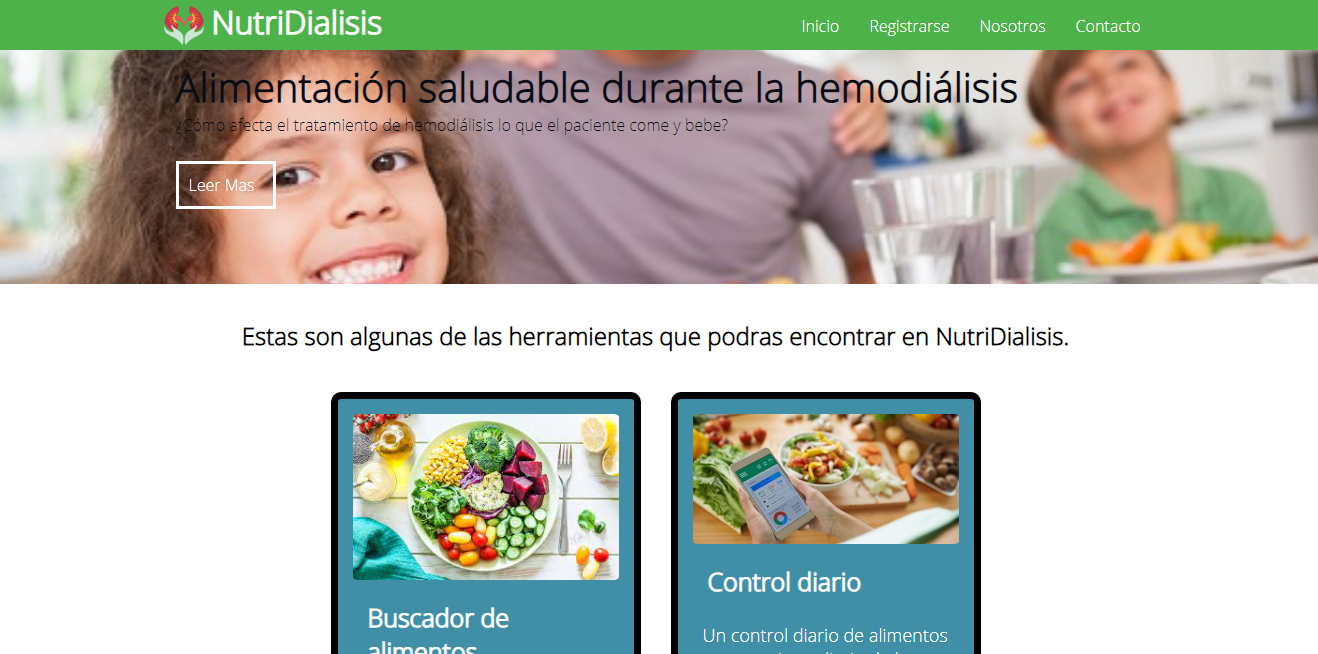 NutriDialisis
Inicio Registrarse Nosotros Contacto
Alimentación saludable durante la hemodiálisis
¿Cómo afecta el tratamiento de hemodiálisis lo que el paciente come y bebe?
Leer Mas
Estas son algunas de las herramientas que podras encontrar en NutriDialisis.
Buscador de
alimentos
Control diario
Un control diario de alimentos